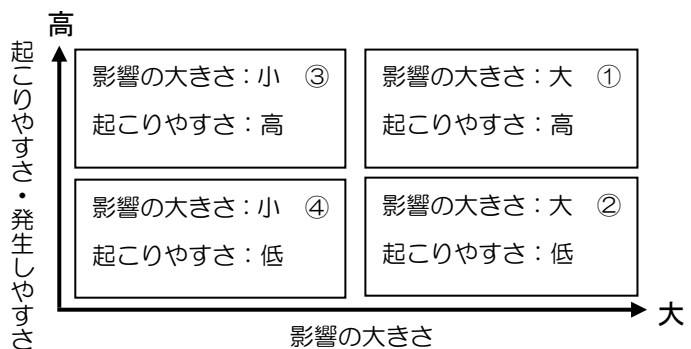 高
起こりやすさ・発生しやすさ
影響の大きさ：小　③
起こりやすさ：高
影響の大きさ：大　①
起こりやすさ：高
影響の大きさ：小　④
起こりやすさ：低
影響の大きさ：大　②
起こりやすさ：低
大
影響の大きさ